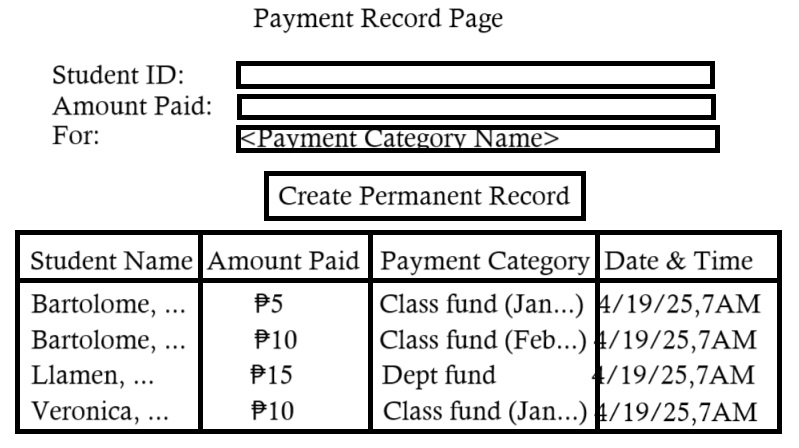 Payment Record Page
Student ID:
Amount Paid:
For: <Payment Category Name>
Create Permanent Record
Student Name Amount Paid Payment Category Date & Time
Bartolome, ... ₱5 Class fund (Jan...) 4/19/25,7AM
Bartolome, ... ₱10 Class fund (Feb...) 4/19/25,7AM
Llamen, ... ₱15 Dept fund 4/19/25,7AM
Veronica, ... ₱10 Class fund (Jan...) 4/19/25,7AM